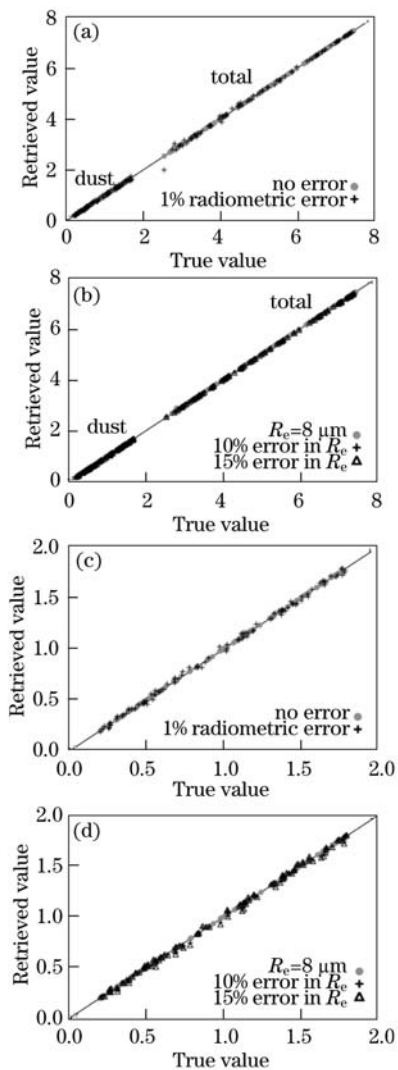 (a)
8
6
4
2
0
0 2 4 6 8
Retrieved value
True value
total
dust
no error
1% radiometric error +
(b)
8
6
4
2
0
0 2 4 6 8
Retrieved value
True value
total
dust
Re=8 μm
10% error in Re +
15% error in Re Δ
(c)
2.0
1.5
1.0
0.5
0.0
0.0 0.5 1.0 1.5 2.0
Retrieved value
True value
no error
1% radiometric error +
(d)
2.0
1.5
1.0
0.5
0.0
0.0 0.5 1.0 1.5 2.0
Retrieved value
True value
Re=8 μm
10% error in Re +
15% error in Re Δ